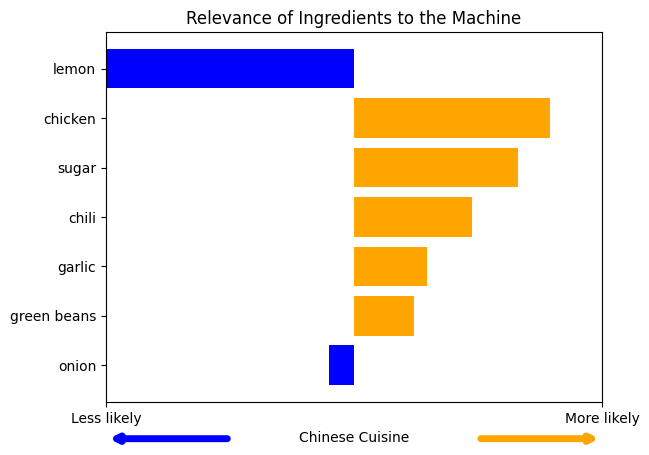 Relevance of Ingredients to the Machine
lemon
chicken
sugar
chili
garlic
green beans
onion
Less likely
More likely
Chinese Cuisine